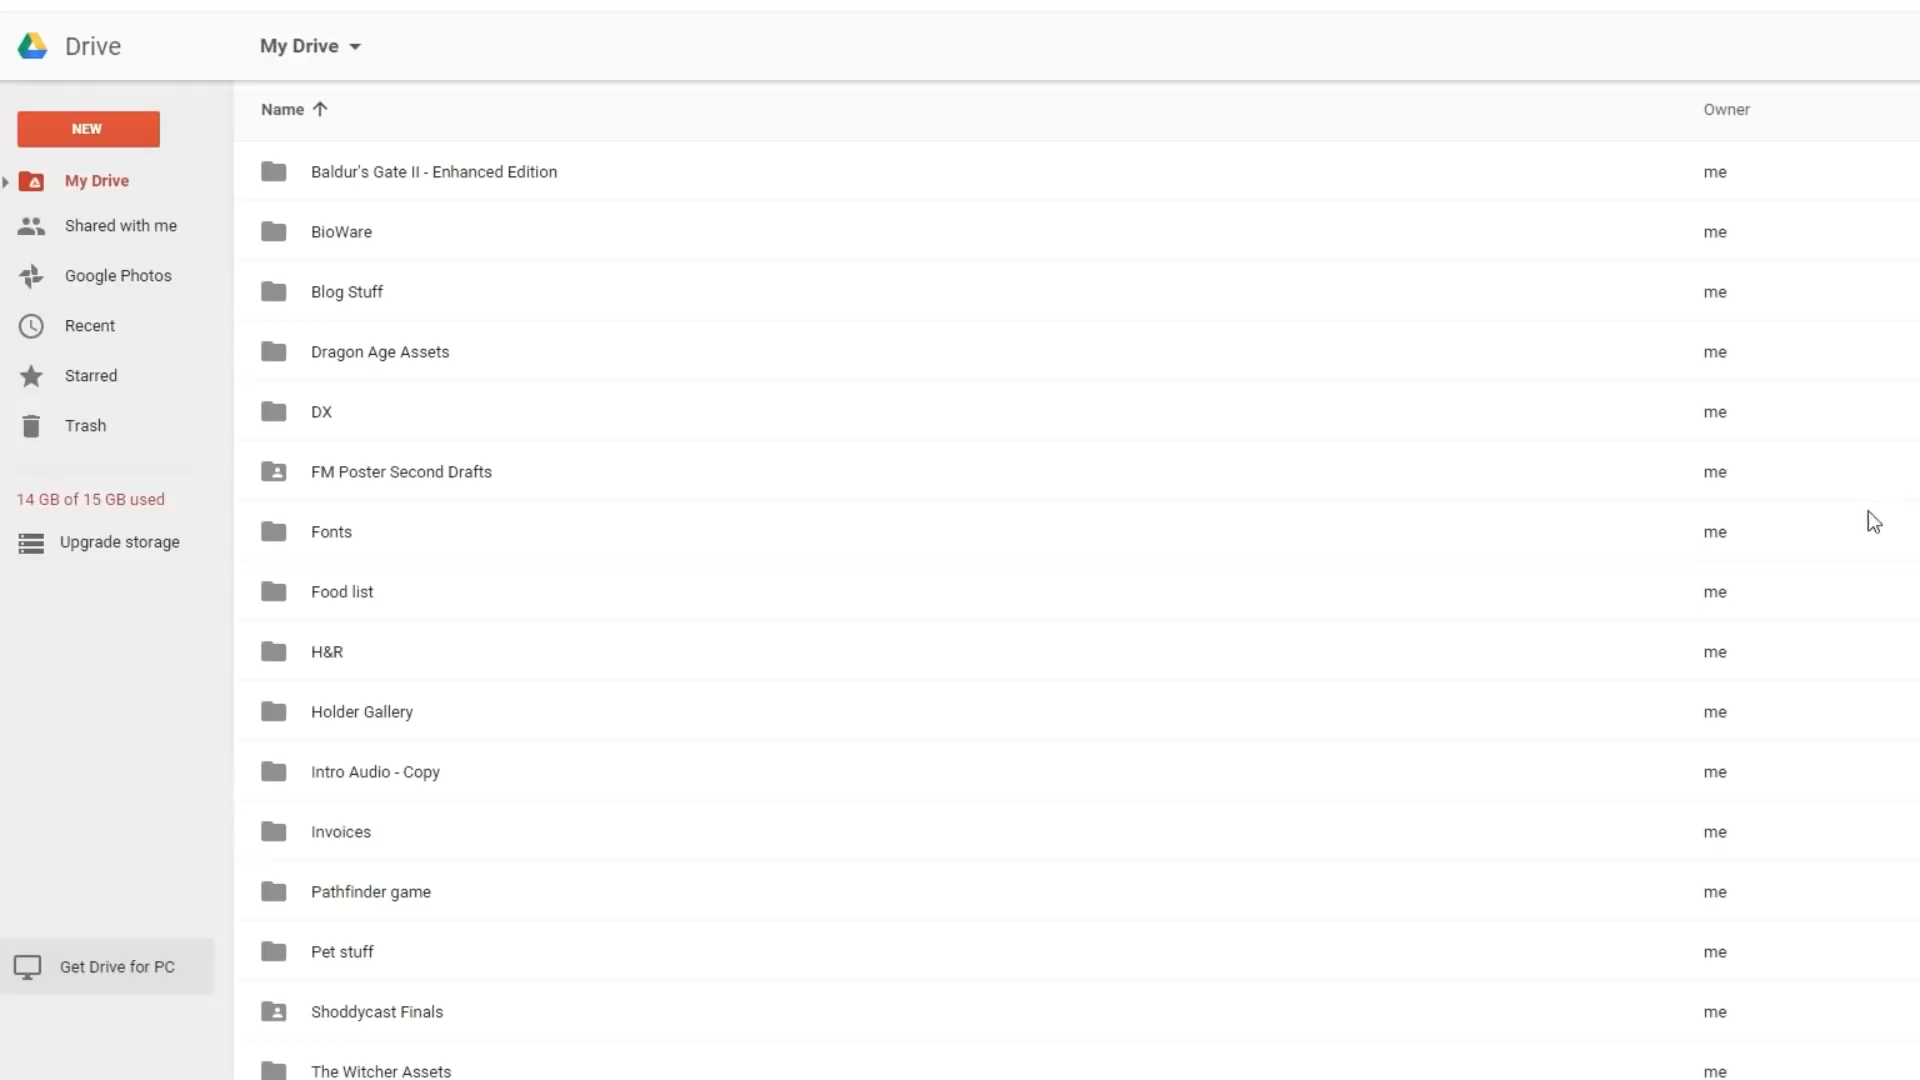 Drive
My Drive
NEW
My Drive
Shared with me
Google Photos
Recent
Starred
Trash
14 GB of 15 GB used
Upgrade storage
Get Drive for PC
Name Owner
Baldur's Gate II - Enhanced Edition me
BioWare me
Blog Stuff me
Dragon Age Assets me
DX me
FM Poster Second Drafts me
Fonts me
Food list me
H&R me
Holder Gallery me
Intro Audio - Copy me
Invoices me
Pathfinder game me
Pet stuff me
Shoddycast Finals me
The Witcher Assets me